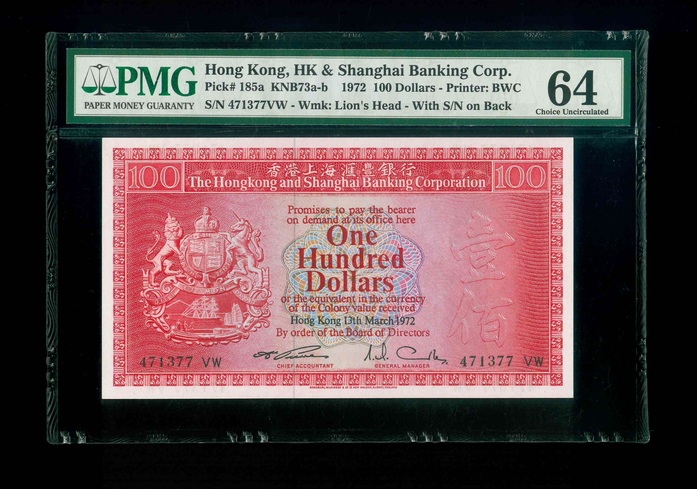 PMG
PAPER MONEY GUARANTY
Hong Kong, HK & Shanghai Banking Corp.
Pick# 185a KNB73a-b 1972 100 Dollars - Printer: BWC
S/N 471377VW - Wmk: Lion's Head - With S/N on Back
64
Choice Uncirculated
100
香港上海滙豐銀行
100
The Hongkong and Shanghai Banking Corporation
Promises to pay the bearer
on demand at its office here
One
Hundred
Dollars
or the equivalent in the currency
of the Colony value received
Hong Kong 13th March 1972
By order of the Board of Directors
壹佰
471377 VW
CHIEF ACCOUNTANT
GENERAL MANAGER
471377 VW